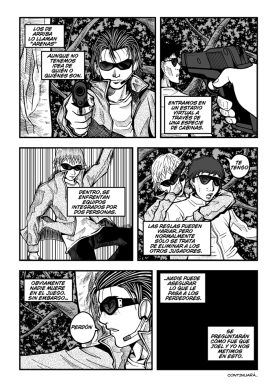 LOS DE
ARRIBA
LO LLAMAN
"ARENAS"
AUNQUE NO
TENEMOS
IDEA DE
QUIÉN O
QUIÉNES SON.
ENTRAMOS EN
UN ESTADIO
VIRTUAL
A TRAVÉS
DE UNA
ESPECIE
DE CABINAS.
DENTRO, SE
ENFRENTAN
EQUIPOS
INTEGRADOS POR
DOS PERSONAS.
TE
TENGO
LAS REGLAS PUEDEN
VARIAR, PERO
NORMALMENTE
SÓLO SE TRATA
DE ELIMINAR A LOS
OTROS JUGADORES.
OBVIAMENTE
NADIE MUERE
EN EL JUEGO.
SIN EMBARGO...
PERDÓN
...NADIE PUEDE
ASEGURAR
LO QUE LE
PASA A LOS
PERDEDORES.
SE
PREGUNTARÁN
CÓMO FUE QUE
JOEL Y YO NOS
METIMOS
EN ESTO.
CONTINUARÁ...